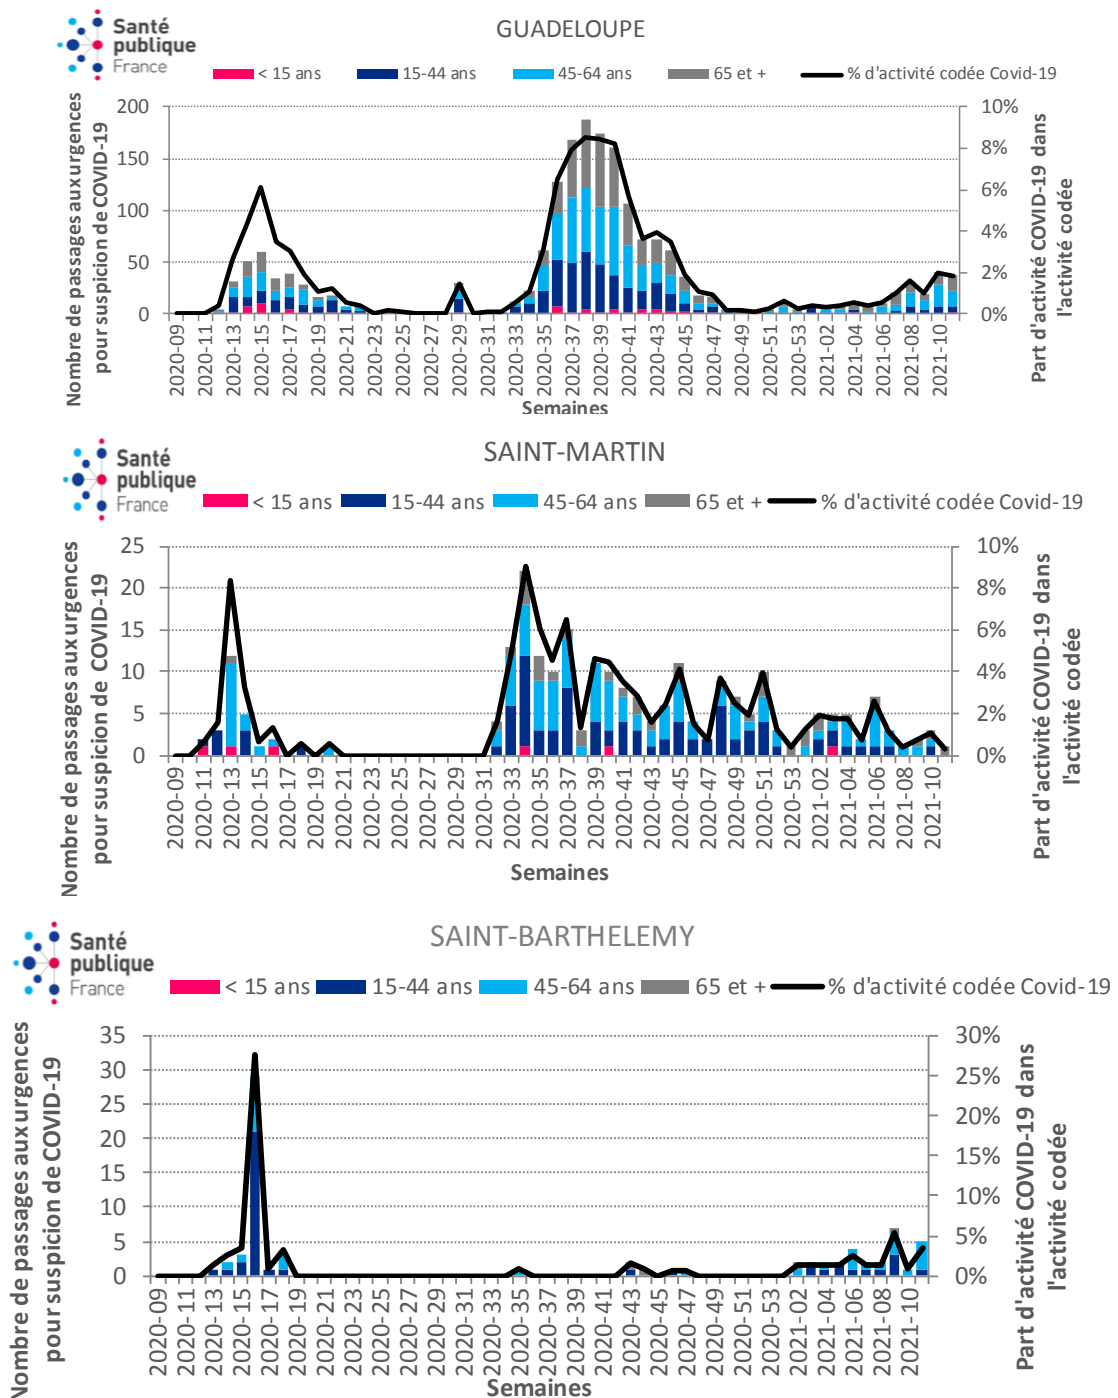 Santé
publique
France
GUADELOUPE
< 15 ans 15-44 ans 45-64 ans 65 et + % d'activité codée Covid-19
Nombre de passages aux urgences
pour suspicion de COVID-19
200
150
100
50
0
10%
8%
6%
4%
2%
0%
Part d'activité COVID-19 dans
l'activité codée
2020-09 2020-11 2020-13 2020-15 2020-17 2020-19 2020-21 2020-23 2020-25 2020-27 2020-29 2020-31 2020-33 2020-35 2020-37 2020-39 2020-41 2020-43 2020-45 2020-47 2020-49 2020-51 2020-53 2021-02 2021-04 2021-06 2021-08 2021-10
Semaines
Santé
publique
France
SAINT-MARTIN
< 15 ans 15-44 ans 45-64 ans 65 et + % d'activité codée Covid-19
Nombre de passages aux urgences
pour suspicion de COVID-19
25
20
15
10
5
0
10%
8%
6%
4%
2%
0%
Part d'activité COVID-19 dans
l'activité codée
2020-09 2020-11 2020-13 2020-15 2020-17 2020-19 2020-21 2020-23 2020-25 2020-27 2020-29 2020-31 2020-33 2020-35 2020-37 2020-39 2020-41 2020-43 2020-45 2020-47 2020-49 2020-51 2020-53 2021-02 2021-04 2021-06 2021-08 2021-10
Semaines
Santé
publique
France
SAINT-BARTHELEMY
< 15 ans 15-44 ans 45-64 ans 65 et + % d'activité codée Covid-19
Nombre de passages aux urgences
pour suspicion de COVID-19
35
30
25
20
15
10
5
0
30%
25%
20%
15%
10%
5%
0%
Part d'activité COVID-19 dans
l'activité codée
2020-09 2020-11 2020-13 2020-15 2020-17 2020-19 2020-21 2020-23 2020-25 2020-27 2020-29 2020-31 2020-33 2020-35 2020-37 2020-39 2020-41 2020-43 2020-45 2020-47 2020-49 2020-51 2020-53 2021-02 2021-04 2021-06 2021-08 2021-10
Semaines